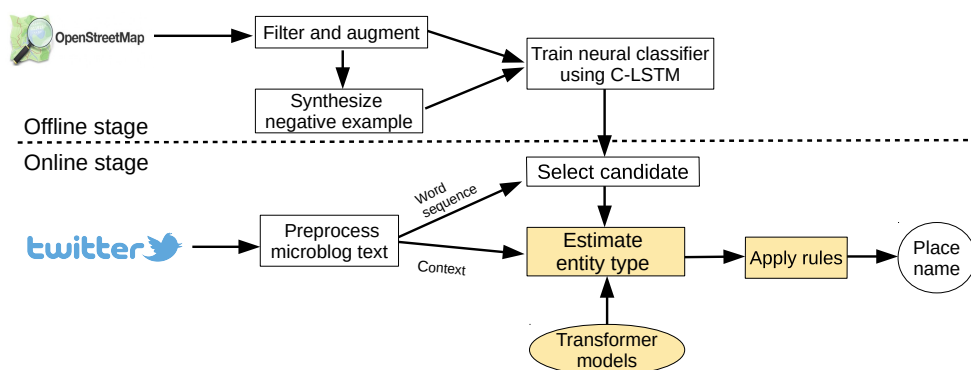 OpenStreetMap
Filter and augment
Synthesize
negative example
Train neural classifier
using C-LSTM
Offline stage
Online stage
twitter
Preprocess
microblog text
Word
sequence
Context
Select candidate
Estimate
entity type
Transformer
models
Apply rules
Place
name